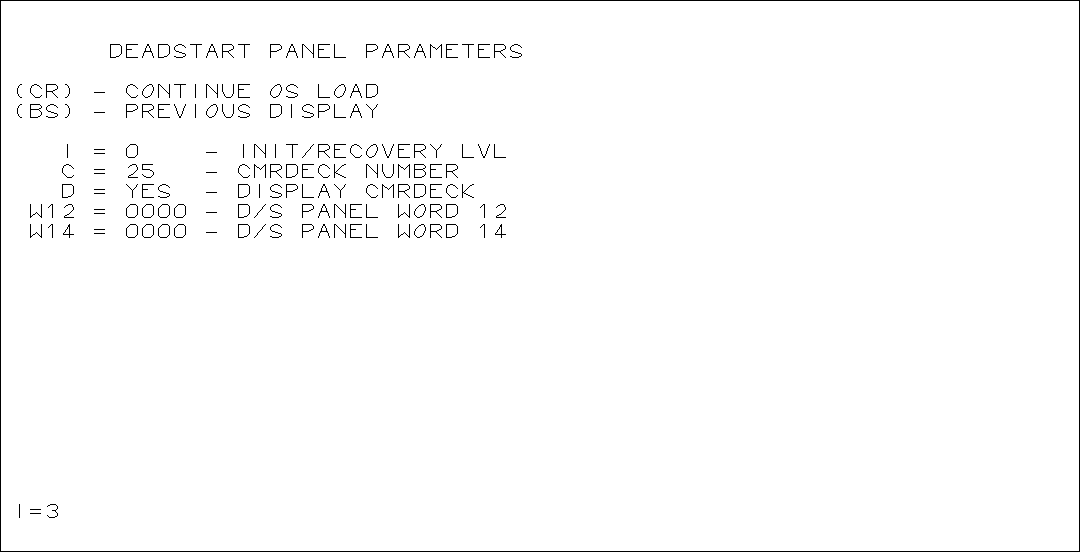 DEADSTART PANEL PARAMETERS
(CR) - CONTINUE OS LOAD
(BS) - PREVIOUS DISPLAY
I = 0 - INIT/RECOVERY LVL
C = 25 - CMRDECK NUMBER
D = YES - DISPLAY CMRDECK
W12 = 0000 - D/S PANEL WORD 12
W14 = 0000 - D/S PANEL WORD 14
I=3